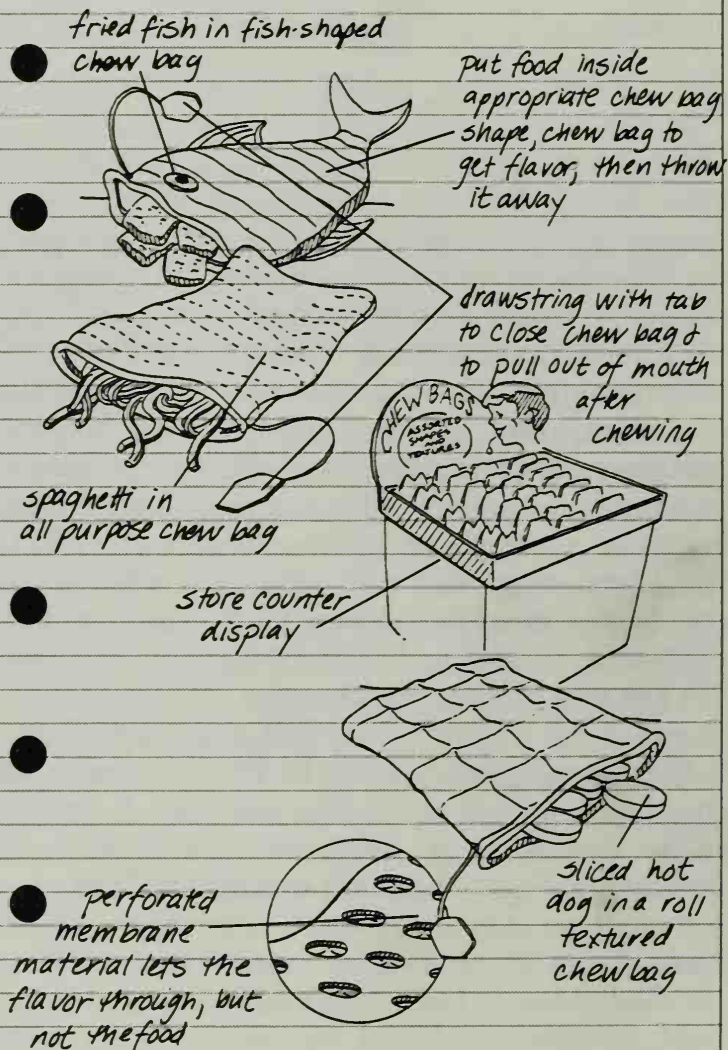 fried fish in fish-shaped
chew bag
put food inside
appropriate chew bag
shape, chew bag to
get flavor, then throw
it away
drawstring with tab
to close chew bag &
to pull out of mouth
after
chewing
CHEW BAGS
ASSORTED
SHAPES
AND
TEXTURES
spaghetti in
all purpose chew bag
store counter
display
sliced hot
dog in a roll
textured
chew bag
perforated
membrane
material lets the
flavor through, but
not the food